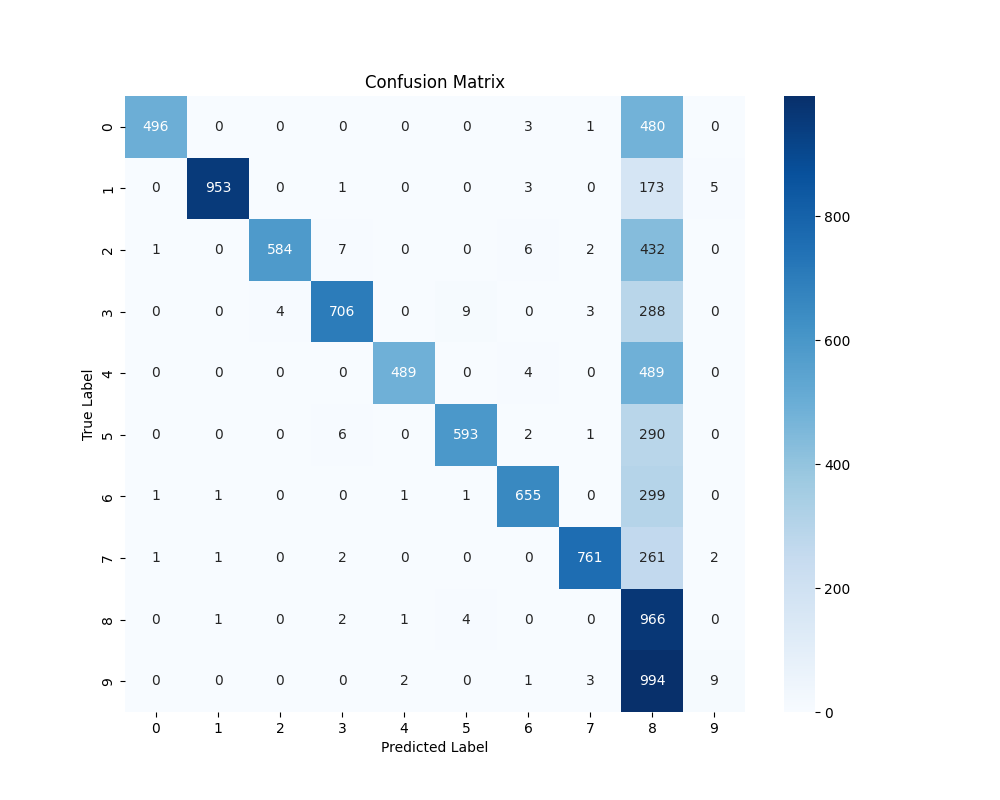 Confusion Matrix
0 496 0 0 0 0 0 3 1 480 0
1 0 953 0 1 0 0 3 0 173 5
2 1 0 584 7 0 0 6 2 432 0
3 0 0 4 706 0 9 0 3 288 0
4 0 0 0 0 489 0 4 0 489 0
5 0 0 0 6 0 593 2 1 290 0
6 1 1 0 0 1 1 655 0 299 0
7 1 1 0 2 0 0 0 761 261 2
8 0 1 0 2 1 4 0 0 966 0
9 0 0 0 0 2 0 1 3 994 9
0 1 2 3 4 5 6 7 8 9
Predicted Label
True Label
800
600
400
200
0